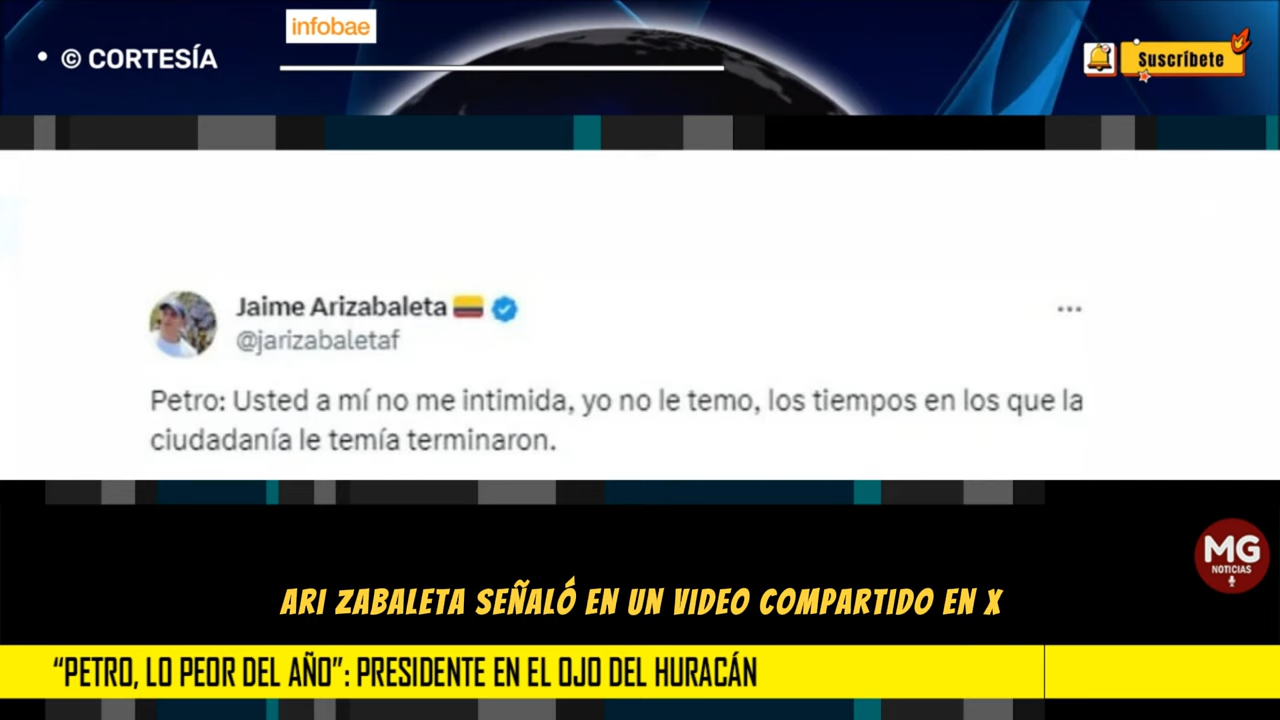 infobae
• © CORTESÍA
Suscríbete
Jaime Arizabaleta
@jarizabaletaf
Petro: Usted a mí no me intimida, yo no le temo, los tiempos en los que la
ciudadanía le temía terminaron.
MG
NOTICIAS
ARI ZABALETA SEÑALÓ EN UN VIDEO COMPARTIDO EN X
“PETRO, LO PEOR DEL AÑO”: PRESIDENTE EN EL OJO DEL HURACÁN